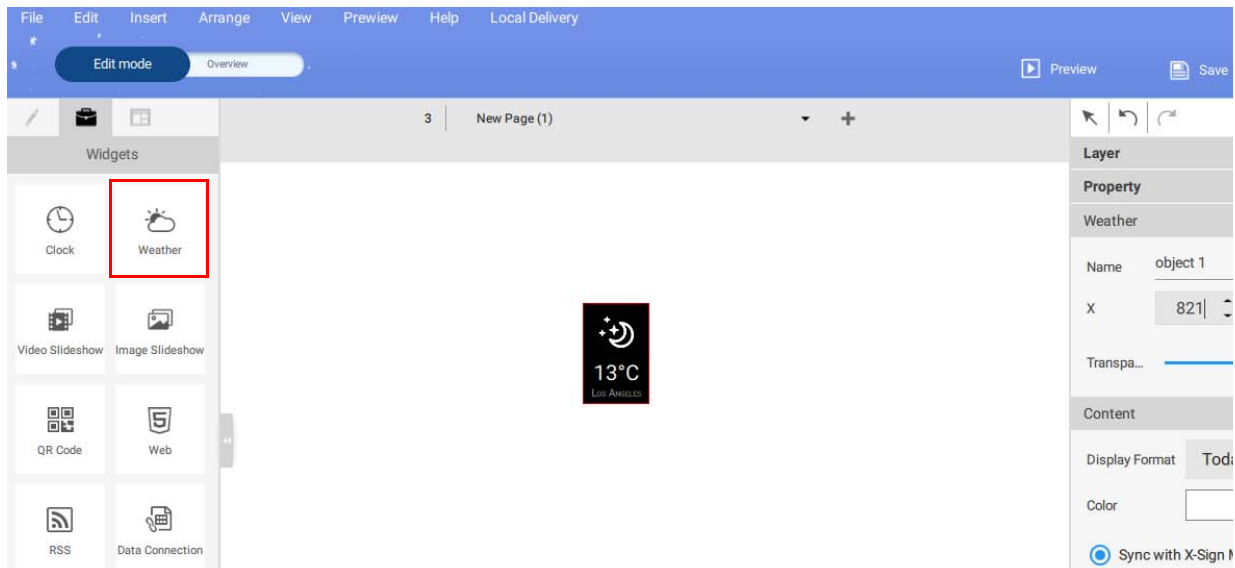 File Edit Insert Arrange View Prewiew Help Local Delivery
Edit mode Overview
Preview Save
3 New Page (1)
Widgets
Clock Weather
Video Slideshow Image Slideshow
QR Code Web
RSS Data Connection
13°C
Los Angeles
Layer
Property
Weather
Name object 1
X 821
Transpa...
Content
Display Format Toda
Color
Sync with X-Sign M